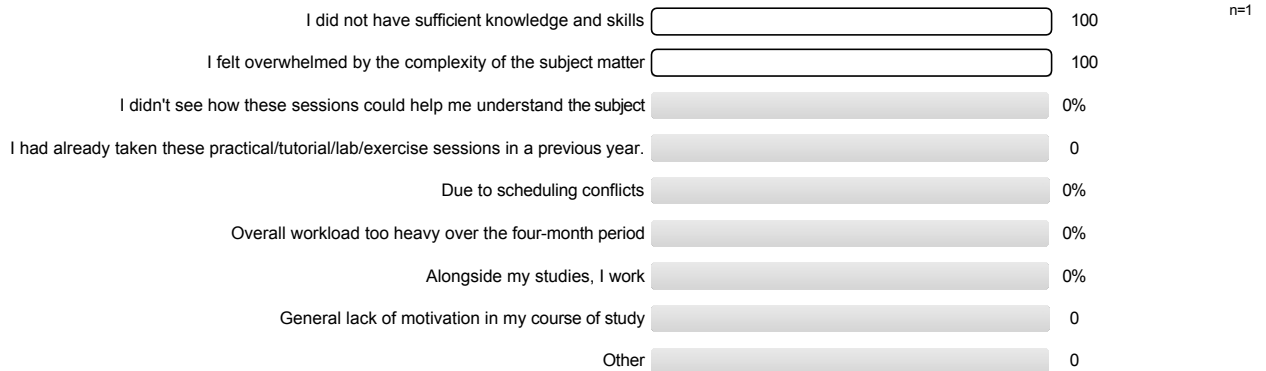 I did not have sufficient knowledge and skills 100 n=1
I felt overwhelmed by the complexity of the subject matter 100
I didn't see how these sessions could help me understand the subject 0%
I had already taken these practical/tutorial/lab/exercise sessions in a previous year. 0
Due to scheduling conflicts 0%
Overall workload too heavy over the four-month period 0%
Alongside my studies, I work 0%
General lack of motivation in my course of study 0
Other 0